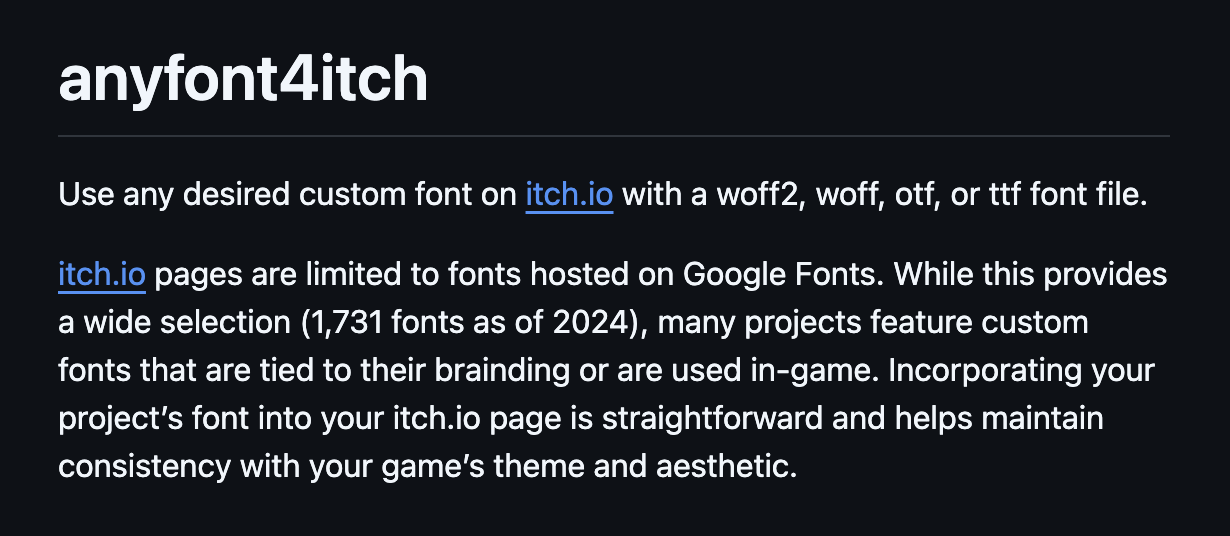 anyfont4itch
Use any desired custom font on itch.io with a woff2, woff, otf, or ttf font file.
itch.io pages are limited to fonts hosted on Google Fonts. While this provides
a wide selection (1,731 fonts as of 2024), many projects feature custom
fonts that are tied to their brainding or are used in-game. Incorporating your
project’s font into your itch.io page is straightforward and helps maintain
consistency with your game’s theme and aesthetic.